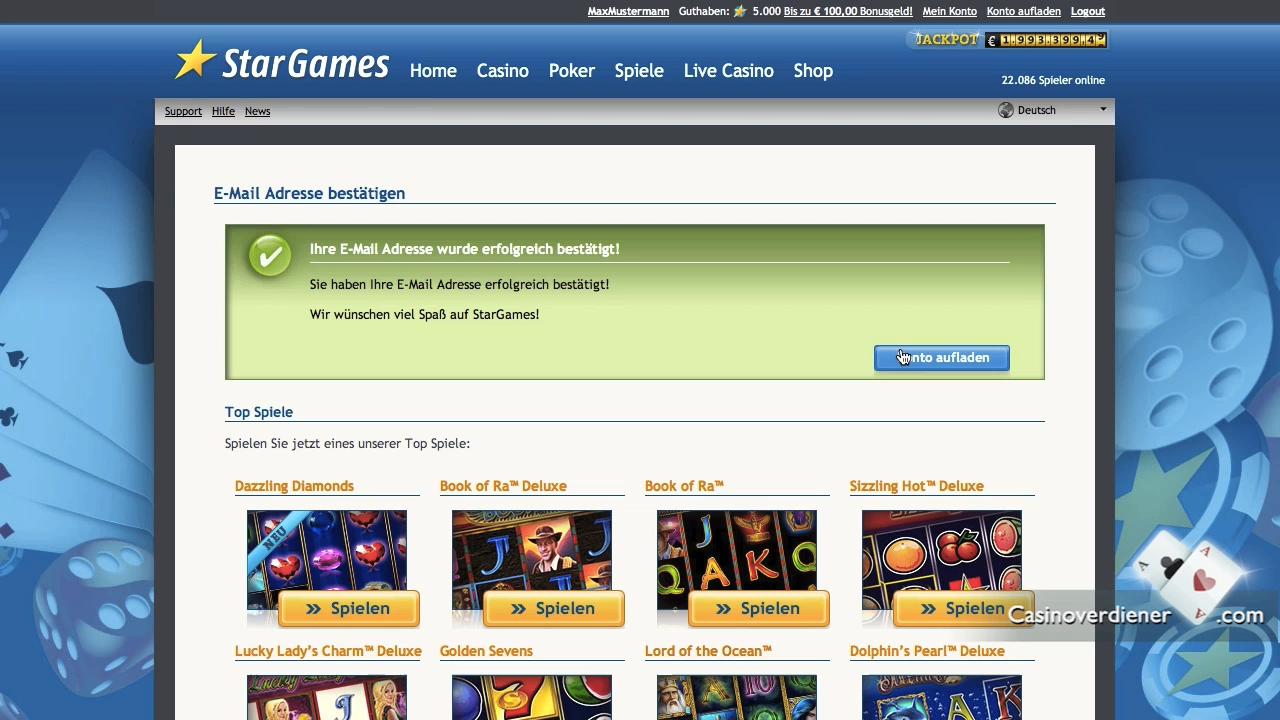 MaxMustermann Guthaben: 5.000 Bis zu € 100,00 Bonusgeld! Mein Konto Konto aufladen Logout
JACKPOT € 1.993.399,4
StarGames Home Casino Poker Spiele Live Casino Shop
22.086 Spieler online
Support Hilfe News Deutsch
E-Mail Adresse bestätigen
Ihre E-Mail Adresse wurde erfolgreich bestätigt!
Sie haben Ihre E-Mail Adresse erfolgreich bestätigt!
Wir wünschen viel Spaß auf StarGames!
Konto aufladen
Top Spiele
Spielen Sie jetzt eines unserer Top Spiele:
Dazzling Diamonds Book of Ra™ Deluxe Book of Ra™ Sizzling Hot™ Deluxe
NEU
» Spielen » Spielen » Spielen » Spielen
Casinoverdiener .com
Lucky Lady's Charm™ Deluxe Golden Sevens Lord of the Ocean™ Dolphin's Pearl™ Deluxe